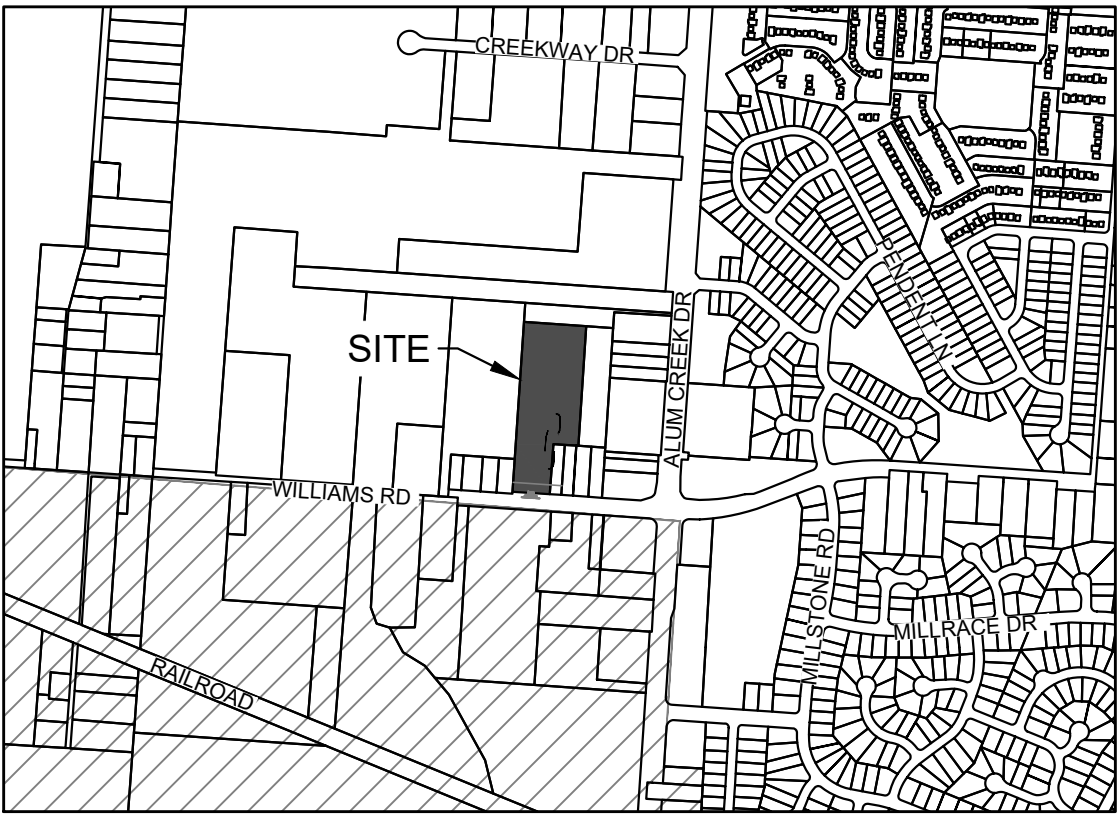 CREEKWAY DR
PENDENT LN
SITE
ALUM CREEK DR
WILLIAMS RD
MILLSTONE RD
MILLRACE DR
RAILROAD